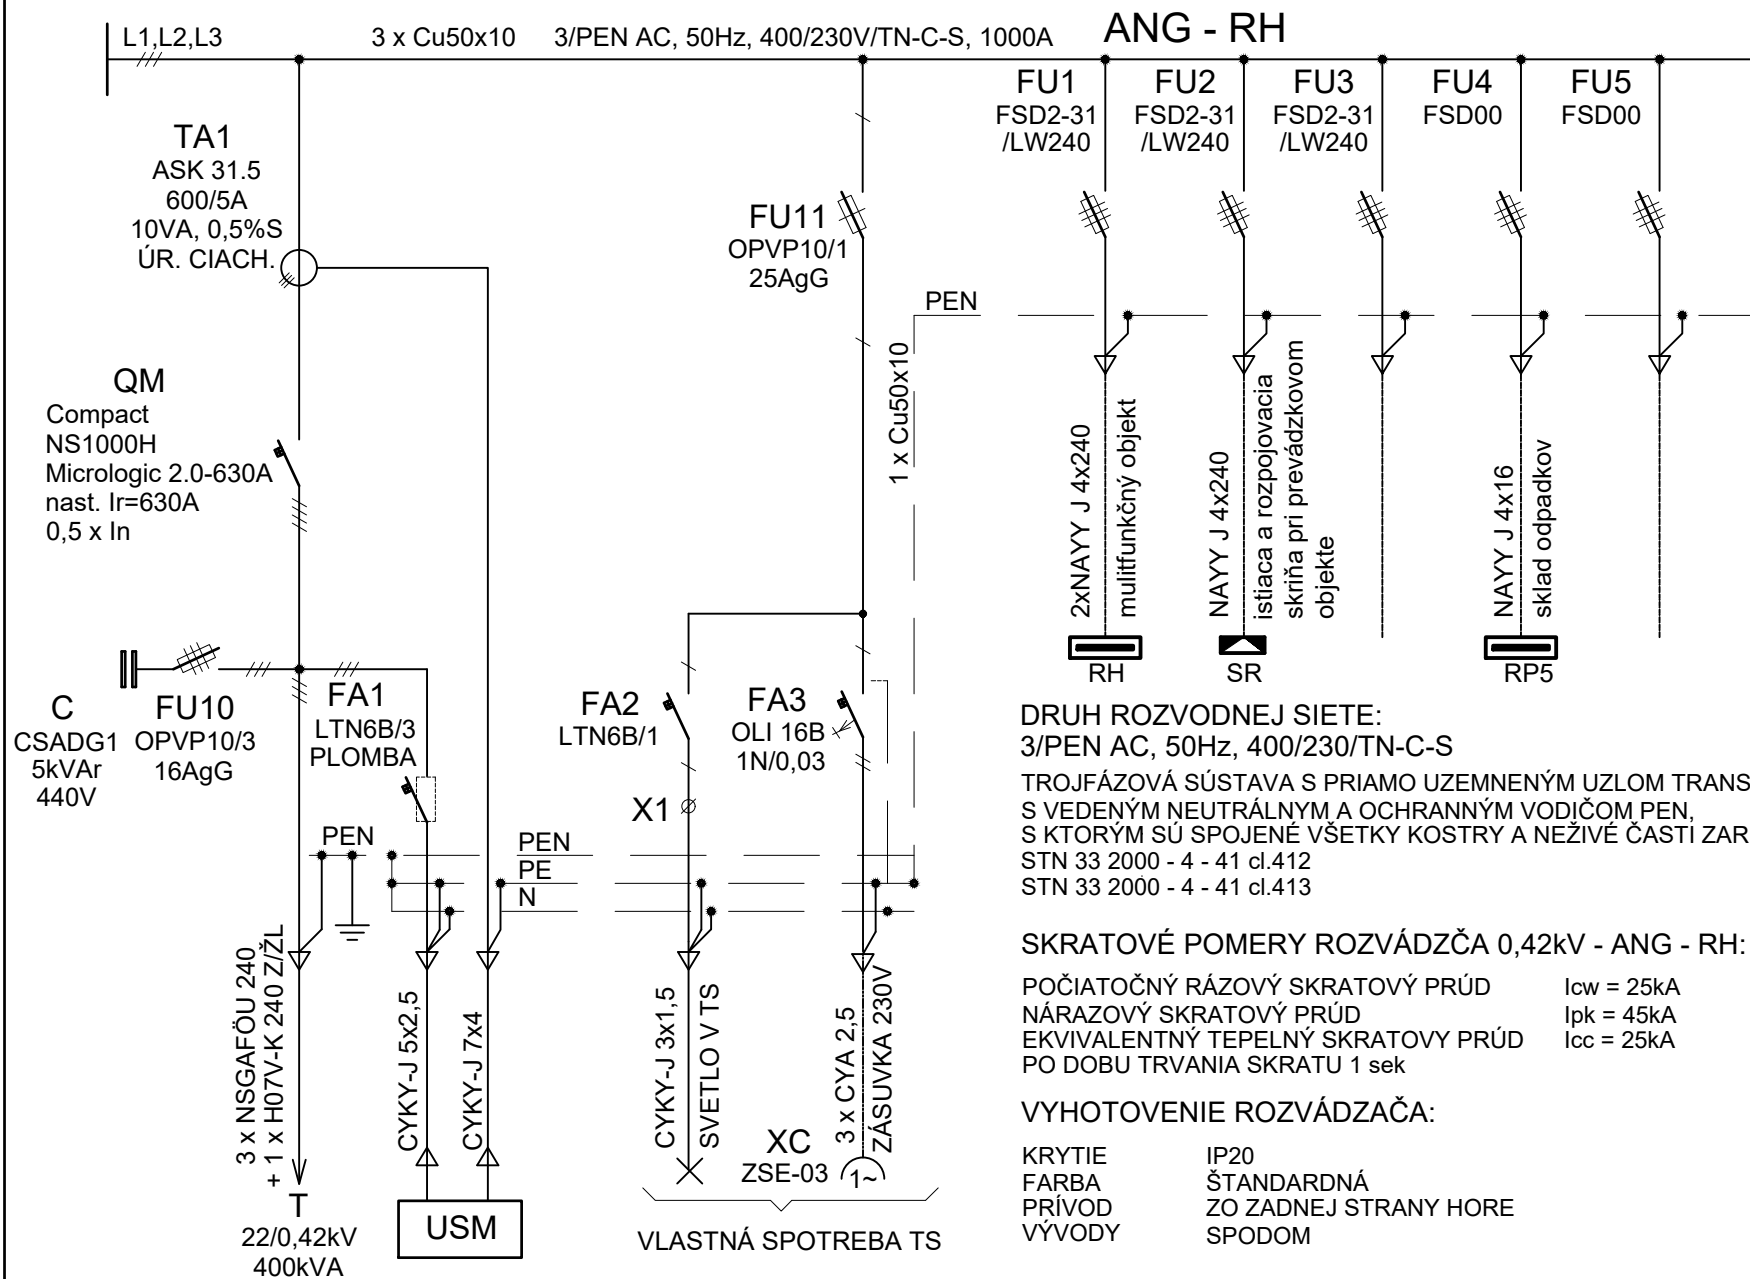 L1,L2,L3
3 x Cu50x10
3/PEN AC, 50Hz, 400/230V/TN-C-S, 1000A
ANG - RH
TA1
ASK 31.5
600/5A
10VA, 0,5%S
ÚR. CIACH.
FU11
OPVP10/1
25AgG
FU1
FSD2-31
/LW240
FU2
FSD2-31
/LW240
FU3
FSD2-31
/LW240
FU4
FSD00
FU5
FSD00
PEN
1 x Cu50x10
QM
Compact
NS1000H
Micrologic 2.0-630A
nast. Ir=630A
0,5 x In
2xNAYY J 4x240
mulitfunkčný objekt
RH
NAYY J 4x240
istiaca a rozpojovacia
skriňa pri prevádzkovom
objekte
SR
NAYY J 4x16
sklad odpadkov
RP5
C
CSADG1
5kVAr
440V
FU10
OPVP10/3
16AgG
FA1
LTN6B/3
PLOMBA
FA2
LTN6B/1
FA3
OLI 16B
1N/0,03
X1
PEN
PEN
PE
N
3 x NSGAFÖU 240
+ 1 x H07V-K 240 Z/ŽL
T
22/0,42kV
400kVA
CYKY-J 5x2,5
CYKY-J 7x4
USM
CYKY-J 3x1,5
SVETLO V TS
3 x CYA 2,5
ZÁSUVKA 230V
XC
ZSE-03
1~
VLASTNÁ SPOTREBA TS
DRUH ROZVODNEJ SIETE:
3/PEN AC, 50Hz, 400/230/TN-C-S
TROJFÁZOVÁ SÚSTAVA S PRIAMO UZEMNENÝM UZLOM TRANS
S VEDENÝM NEUTRÁLNYM A OCHRANNÝM VODIČOM PEN,
S KTORÝM SÚ SPOJENÉ VŠETKY KOSTRY A NEŽIVÉ ČASTI ZAR
STN 33 2000 - 4 - 41 cl.412
STN 33 2000 - 4 - 41 cl.413
SKRATOVÉ POMERY ROZVÁDZČA 0,42kV - ANG - RH:
POČIATOČNÝ RÁZOVÝ SKRATOVÝ PRÚD Icw = 25kA
NÁRAZOVÝ SKRATOVÝ PRÚD Ipk = 45kA
EKVIVALENTNÝ TEPELNÝ SKRATOVY PRÚD Icc = 25kA
PO DOBU TRVANIA SKRATU 1 sek
VYHOTOVENIE ROZVÁDZAČA:
KRYTIE IP20
FARBA ŠTANDARDNÁ
PRÍVOD ZO ZADNEJ STRANY HORE
VÝVODY SPODOM